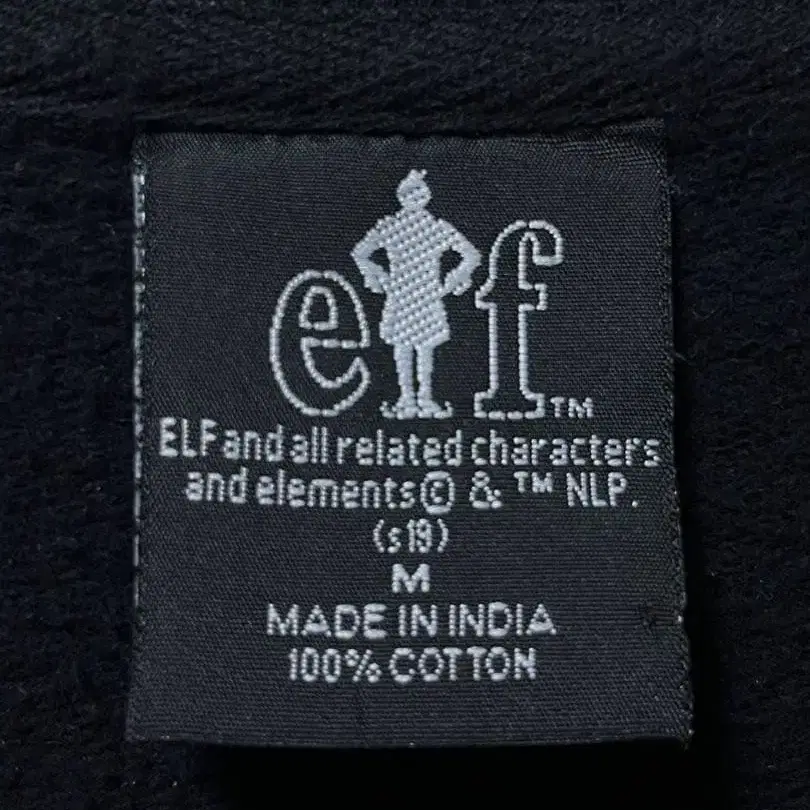 elf™
ELF and all related characters
and elements © & ™ NLP.
(s19)
M
MADE IN INDIA
100% COTTON